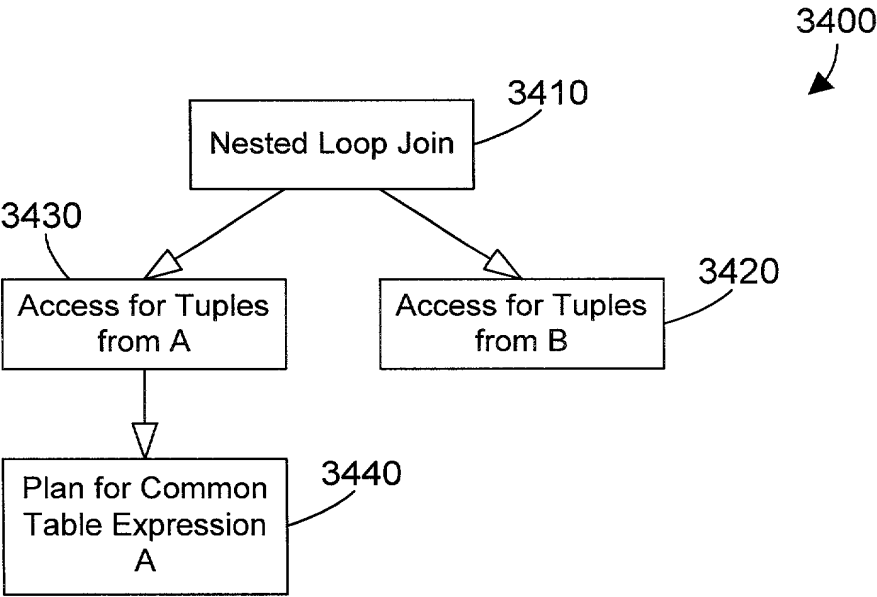 3400
3410
Nested Loop Join
3430
3420
Access for Tuples
from A
Access for Tuples
from B
3440
Plan for Common
Table Expression
A